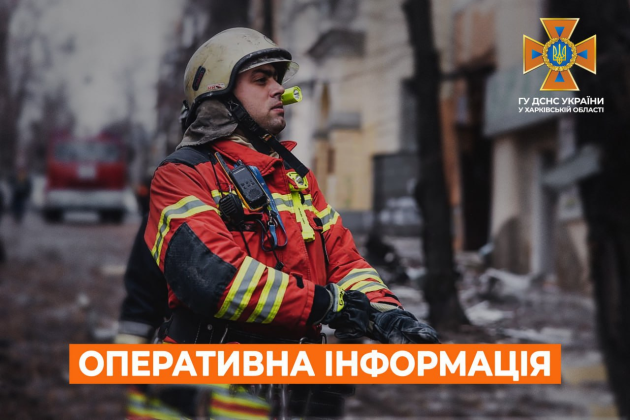 ГУ ДСНС УКРАЇНИ
У ХАРКІВСЬКІЙ ОБЛАСТІ
ОПЕРАТИВНА ІНФОРМАЦІЯ